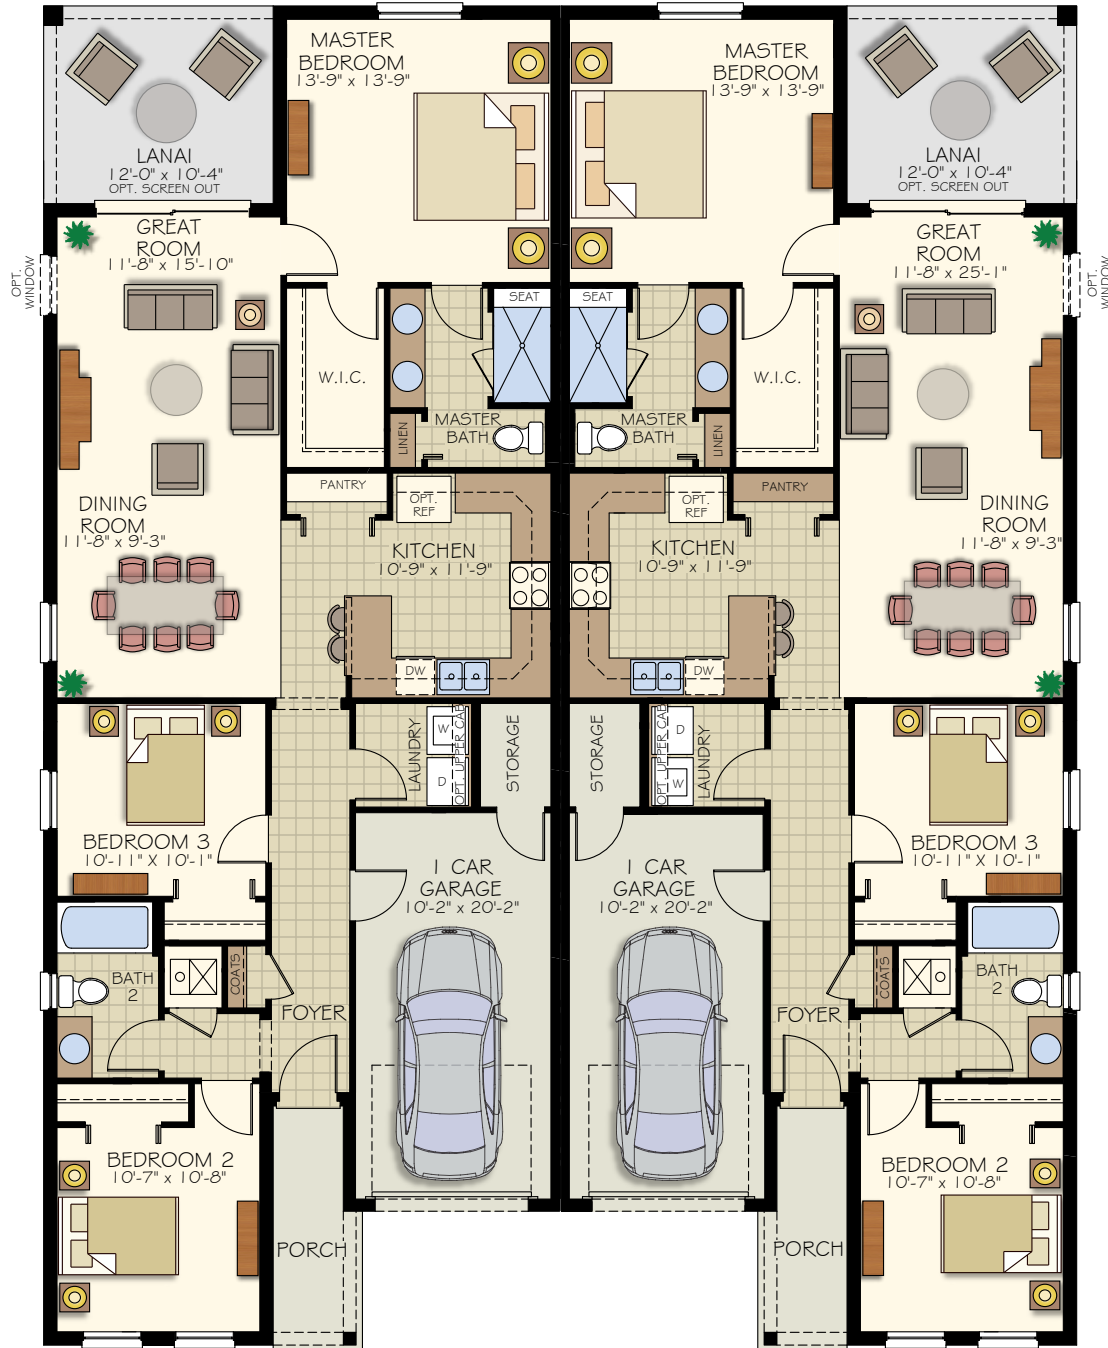 MASTER
BEDROOM
13'-9" x 13'-9"
MASTER
BEDROOM
13'-9" x 13'-9"
LANAI
12'-0" x 10'-4"
OPT. SCREEN OUT
LANAI
12'-0" x 10'-4"
OPT. SCREEN OUT
GREAT
ROOM
11'-8" x 15'-10"
GREAT
ROOM
11'-8" x 25'-1"
OPT.
WINDOW
OPT.
WINDOW
SEAT
SEAT
W.I.C.
W.I.C.
MASTER
BATH
LINEN
MASTER
BATH
LINEN
PANTRY
OPT.
REF
OPT.
REF
PANTRY
DINING
ROOM
11'-8" x 9'-3"
KITCHEN
10'-9" x 11'-9"
KITCHEN
10'-9" x 11'-9"
DINING
ROOM
11'-8" x 9'-3"
DW
DW
LAUNDRY
W
D
OPT. UPPER CAB
STORAGE
STORAGE
OPT. UPPER CAB
D
W
LAUNDRY
BEDROOM 3
10'-11" X 10'-1"
1 CAR
GARAGE
10'-2" x 20'-2"
1 CAR
GARAGE
10'-2" x 20'-2"
BEDROOM 3
10'-11" X 10'-1"
BATH
2
COATS
FOYER
FOYER
COATS
BATH
2
BEDROOM 2
10'-7" x 10'-8"
BEDROOM 2
10'-7" x 10'-8"
PORCH
PORCH